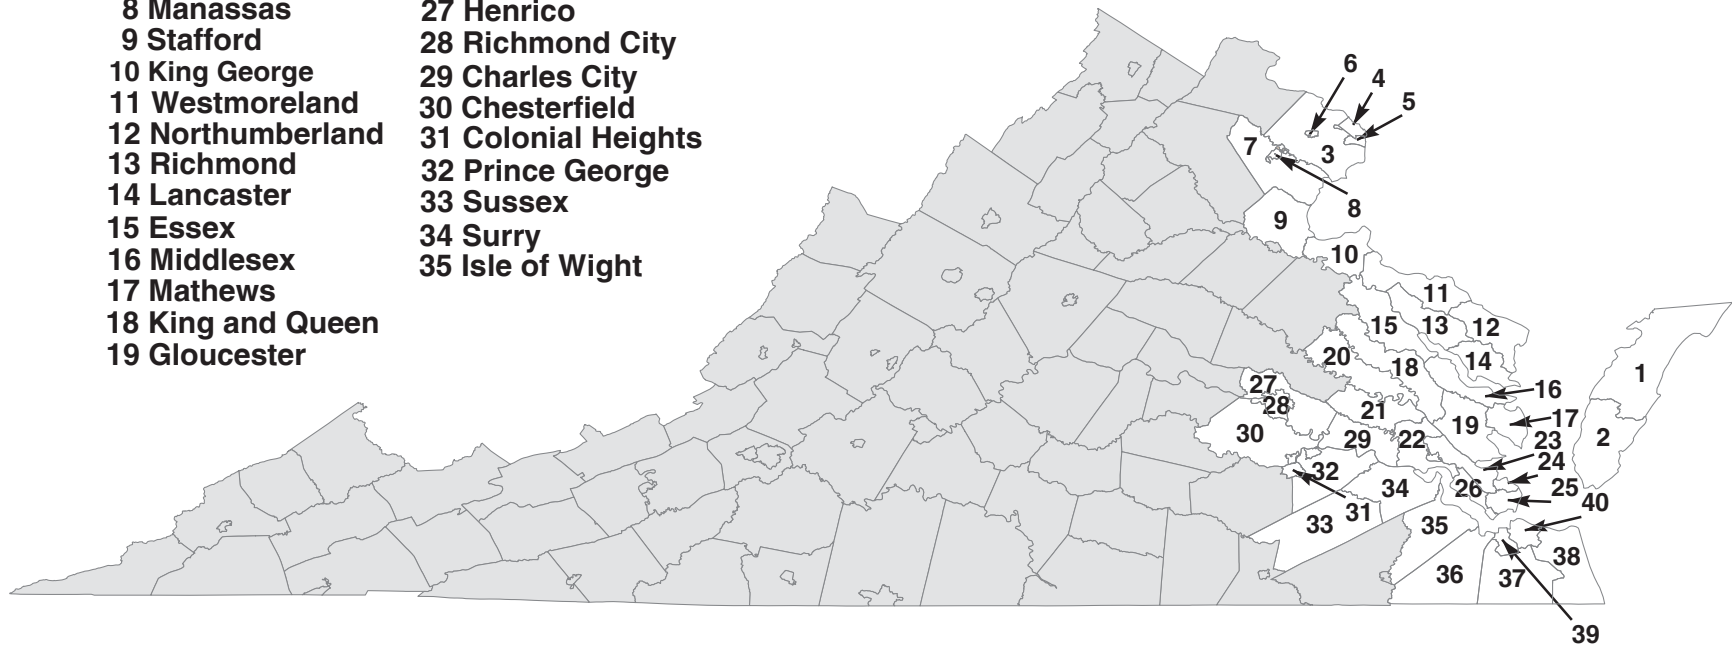 8 Manassas
9 Stafford
10 King George
11 Westmoreland
12 Northumberland
13 Richmond
14 Lancaster
15 Essex
16 Middlesex
17 Mathews
18 King and Queen
19 Gloucester
27 Henrico
28 Richmond City
29 Charles City
30 Chesterfield
31 Colonial Heights
32 Prince George
33 Sussex
34 Surry
35 Isle of Wight
6
4
5
7
3
8
9
10
11
15
13
12
20
18
14
1
16
27
28
21
19
17
2
30
29
22
23
24
32
34
26
25
40
33
31
35
36
37
38
39